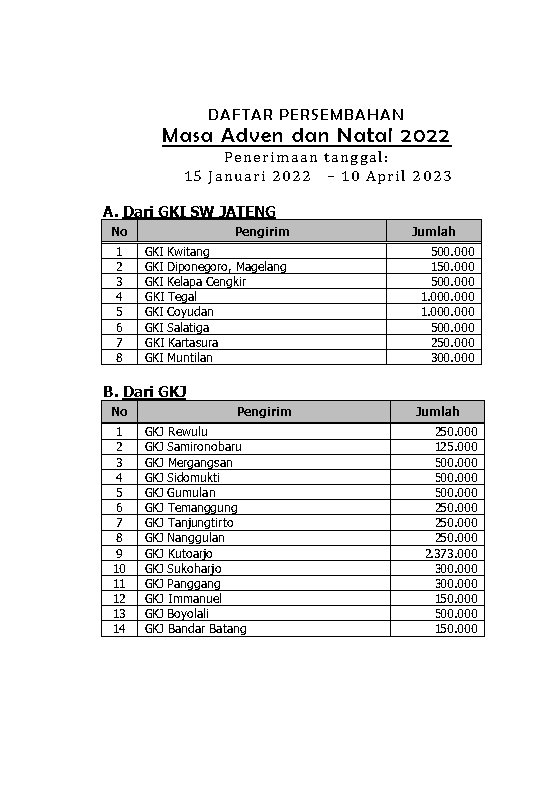 DAFTAR PERSEMBAHAN
Masa Adven dan Natal 2022
Penerimaan tanggal:
15 Januari 2022 – 10 April 2023
A. Dari GKI SW JATENG
No Pengirim Jumlah
1 GKI Kwitang 500.000
2 GKI Diponegoro, Magelang 150.000
3 GKI Kelapa Cengkir 500.000
4 GKI Tegal 1.000.000
5 GKI Coyudan 1.000.000
6 GKI Salatiga 500.000
7 GKI Kartasura 250.000
8 GKI Muntilan 300.000
B. Dari GKJ
No Pengirim Jumlah
1 GKJ Rewulu 250.000
2 GKJ Samironobaru 125.000
3 GKJ Mergangsan 500.000
4 GKJ Sidomukti 500.000
5 GKJ Gumulan 500.000
6 GKJ Temanggung 250.000
7 GKJ Tanjungtirto 250.000
8 GKJ Nanggulan 250.000
9 GKJ Kutoarjo 2.373.000
10 GKJ Sukoharjo 300.000
11 GKJ Panggang 300.000
12 GKJ Immanuel 150.000
13 GKJ Boyolali 500.000
14 GKJ Bandar Batang 150.000